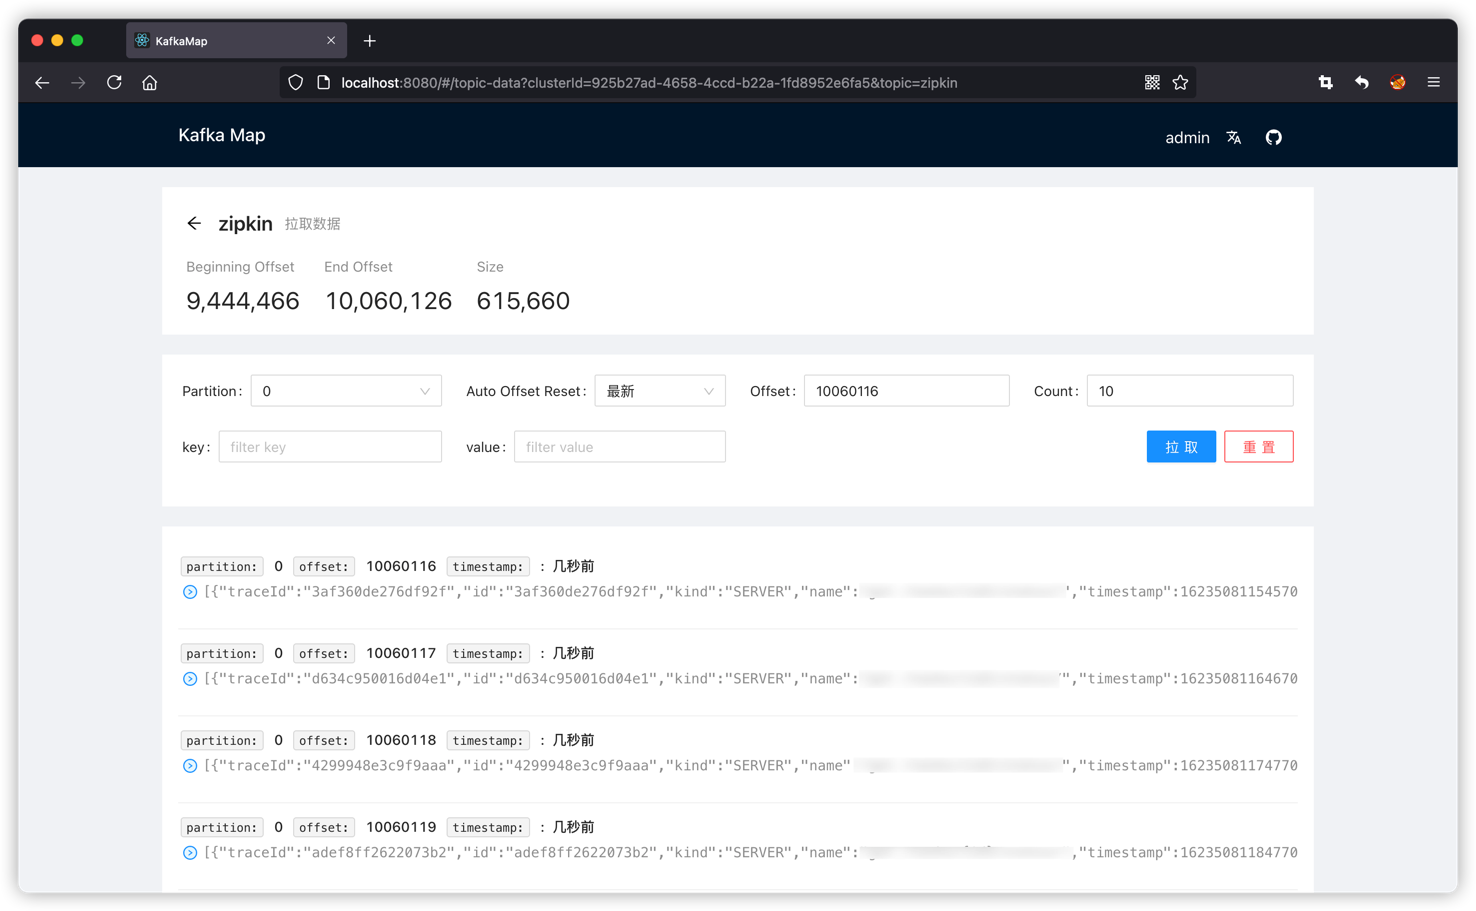 KafkaMap
localhost:8080/#/topic-data?clusterId=925b27ad-4658-4ccd-b22a-1fd8952e6fa5&topic=zipkin
Kafka Map
admin
zipkin 拉取数据
Beginning Offset End Offset Size
9,444,466 10,060,126 615,660
Partition: 0 Auto Offset Reset: 最新 Offset: 10060116 Count: 10
key: filter key value: filter value 拉 取 重 置
partition: 0 offset: 10060116 timestamp: : 几秒前
[{"traceId":"3af360de276df92f","id":"3af360de276df92f","kind":"SERVER","name": ","timestamp":16235081154570
partition: 0 offset: 10060117 timestamp: : 几秒前
[{"traceId":"d634c950016d04e1","id":"d634c950016d04e1","kind":"SERVER","name": ","timestamp":16235081164670
partition: 0 offset: 10060118 timestamp: : 几秒前
[{"traceId":"4299948e3c9f9aaa","id":"4299948e3c9f9aaa","kind":"SERVER","name" ","timestamp":16235081174770
partition: 0 offset: 10060119 timestamp: : 几秒前
[{"traceId":"adef8ff2622073b2","id":"adef8ff2622073b2","kind":"SERVER","name": ,"timestamp":16235081184770